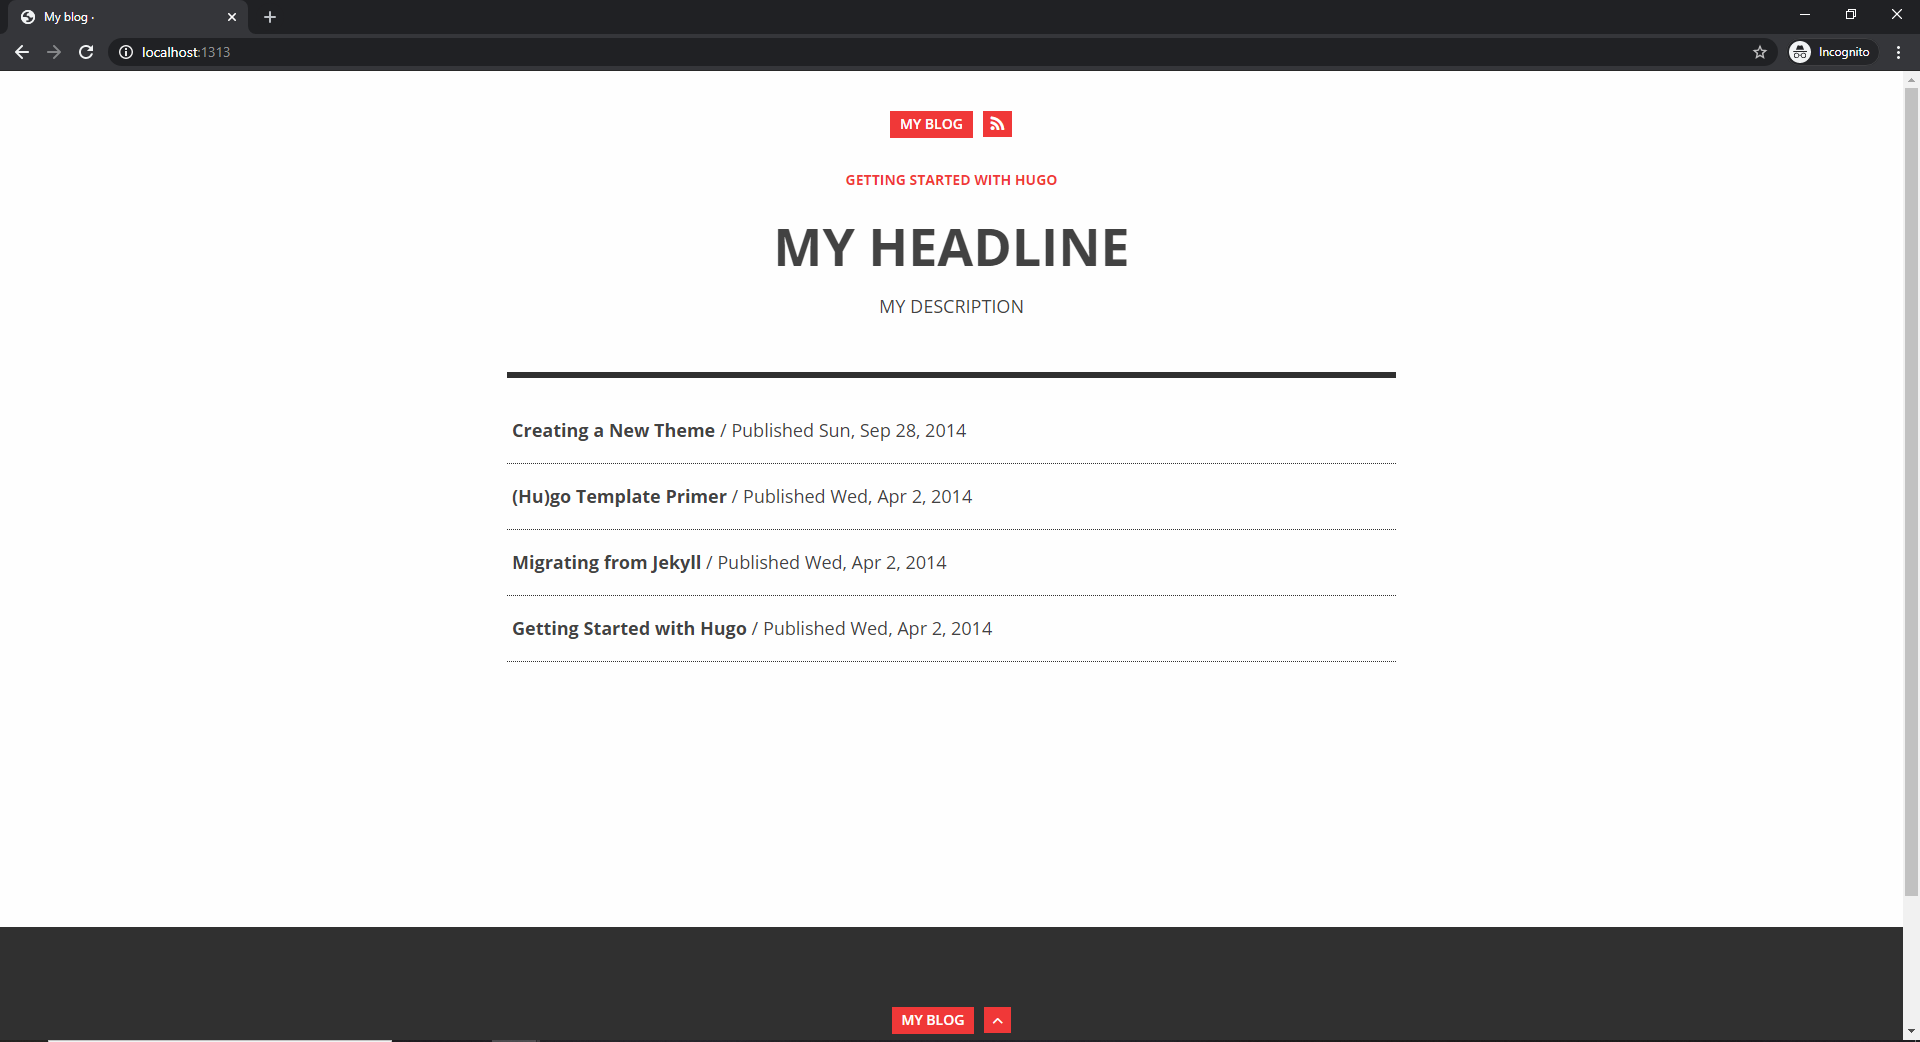 My blog ·
localhost:1313
Incognito
MY BLOG
GETTING STARTED WITH HUGO
MY HEADLINE
MY DESCRIPTION
Creating a New Theme / Published Sun, Sep 28, 2014
(Hu)go Template Primer / Published Wed, Apr 2, 2014
Migrating from Jekyll / Published Wed, Apr 2, 2014
Getting Started with Hugo / Published Wed, Apr 2, 2014
MY BLOG